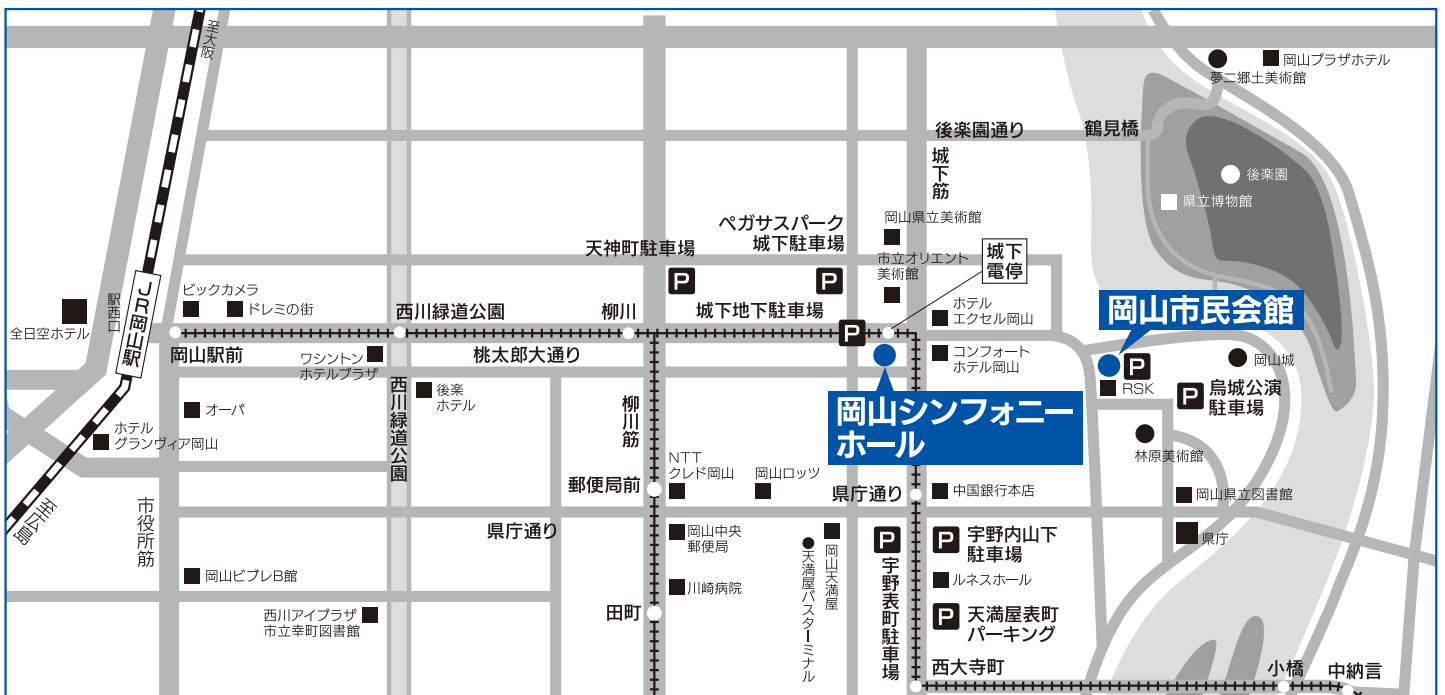 至大阪
夢二郷土美術館
岡山プラザホテル
後楽園通り
鶴見橋
城下筋
後楽園
県立博物館
岡山県立美術館
ペガサスパーク
城下駐車場
天神町駐車場
P
P
市立オリエント
美術館
城下
電停
JR岡山駅
駅西口
全日空ホテル
ビックカメラ
ドレミの街
西川緑道公園
柳川
城下地下駐車場
P
ホテル
エクセル岡山
岡山市民会館
岡山駅前
ワシントン
ホテルプラザ
桃太郎大通り
コンフォート
ホテル岡山
P
RSK
岡山城
P
烏城公演
駐車場
オーパ
西川緑道公園
後楽
ホテル
柳川筋
岡山シンフォニー
ホール
ホテル
グランヴィア岡山
林原美術館
NTT
クレド岡山
岡山ロッツ
郵便局前
県庁通り
中国銀行本店
岡山県立図書館
至広島
市役所筋
県庁通り
岡山中央
郵便局
天満屋バスターミナル
岡山天満屋
P
宇野表町駐車場
P
宇野内山下
駐車場
県庁
岡山ビブレB館
川崎病院
ルネスホール
西川アイプラザ
市立幸町図書館
田町
P
天満屋表町
パーキング
西大寺町
小橋
中納言